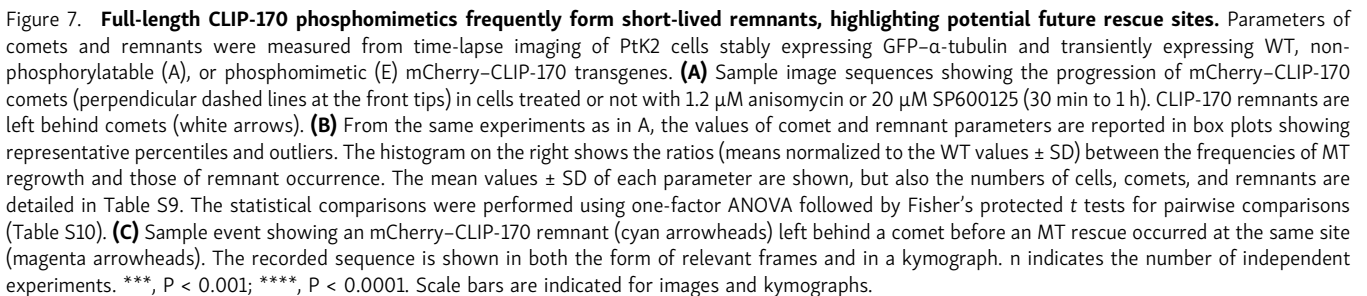 Figure 7. Full-length CLIP-170 phosphomimetics frequently form short-lived remnants, highlighting potential future rescue sites. Parameters of
comets and remnants were measured from time-lapse imaging of PtK2 cells stably expressing GFP–α-tubulin and transiently expressing WT, non-
phosphorylatable (A), or phosphomimetic (E) mCherry–CLIP-170 transgenes. (A) Sample image sequences showing the progression of mCherry–CLIP-170
comets (perpendicular dashed lines at the front tips) in cells treated or not with 1.2 µM anisomycin or 20 µM SP600125 (30 min to 1 h). CLIP-170 remnants are
left behind comets (white arrows). (B) From the same experiments as in A, the values of comet and remnant parameters are reported in box plots showing
representative percentiles and outliers. The histogram on the right shows the ratios (means normalized to the WT values ± SD) between the frequencies of MT
regrowth and those of remnant occurrence. The mean values ± SD of each parameter are shown, but also the numbers of cells, comets, and remnants are
detailed in Table S9. The statistical comparisons were performed using one-factor ANOVA followed by Fisher's protected t tests for pairwise comparisons
(Table S10). (C) Sample event showing an mCherry–CLIP-170 remnant (cyan arrowheads) left behind a comet before an MT rescue occurred at the same site
(magenta arrowheads). The recorded sequence is shown in both the form of relevant frames and in a kymograph. n indicates the number of independent
experiments. ***, P < 0.001; ****, P < 0.0001. Scale bars are indicated for images and kymographs.